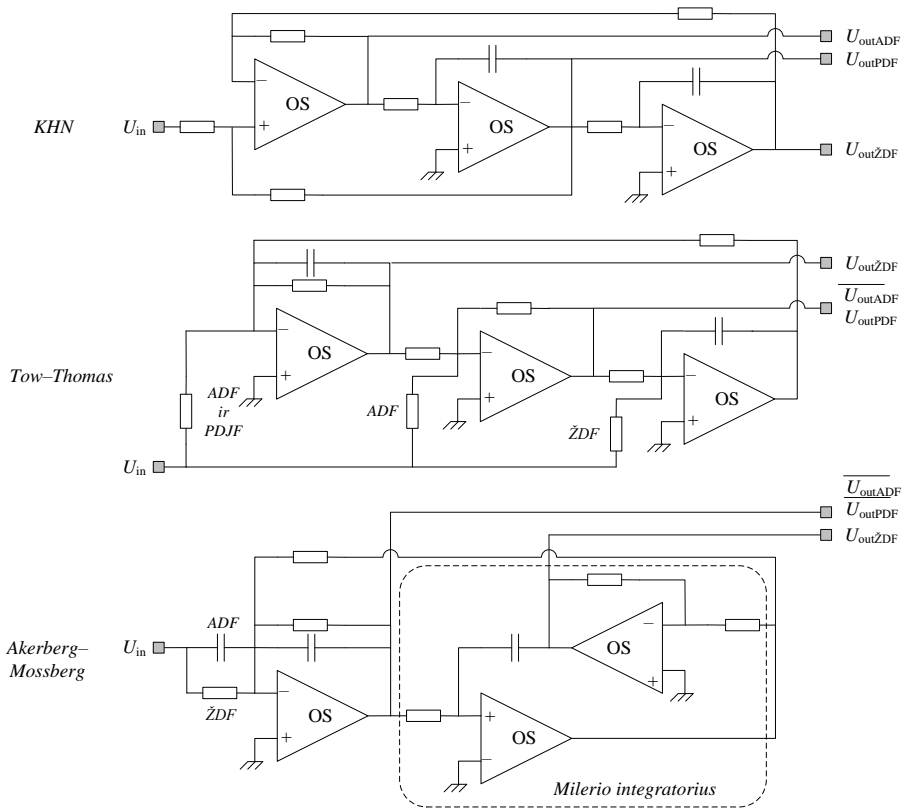 U_outADF
U_outPDF
OS
KHN
U_in
OS
OS
U_outŽDF
U_outŽDF
U_outADF
U_outPDF
OS
OS
Tow–Thomas
ADF
ir
PDJF
ADF
OS
ŽDF
U_in
U_outADF
U_outPDF
U_outŽDF
ADF
U_in
Akerberg–
Mossberg
OS
ŽDF
OS
OS
Milerio integratorius